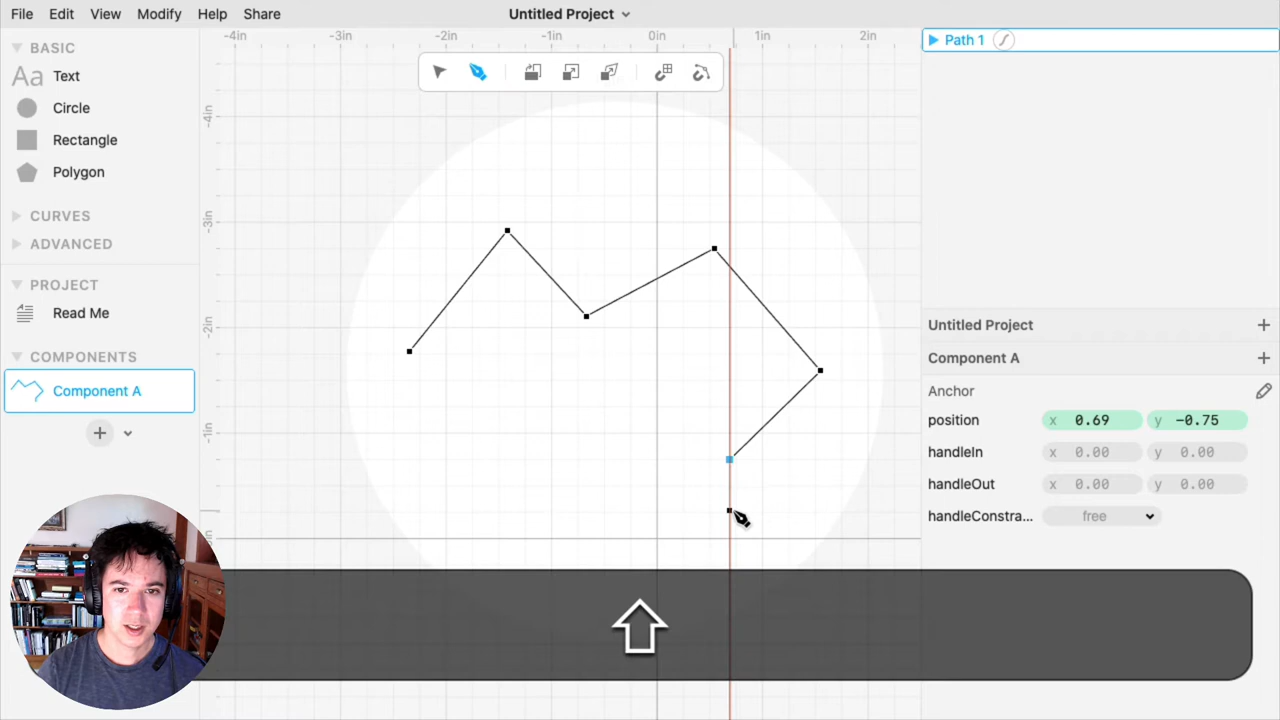 File Edit View Modify Help Share
Untitled Project
-4in -3in -2in -1in 0in 1in 2in
-4in
-3in
-2in
-1in
BASIC
Aa Text
Circle
Rectangle
Polygon
CURVES
ADVANCED
PROJECT
Read Me
COMPONENTS
Component A
Path 1
Untitled Project
Component A
Anchor
position x 0.69 y −0.75
handleIn x 0.00 y 0.00
handleOut x 0.00 y 0.00
handleConstra... free